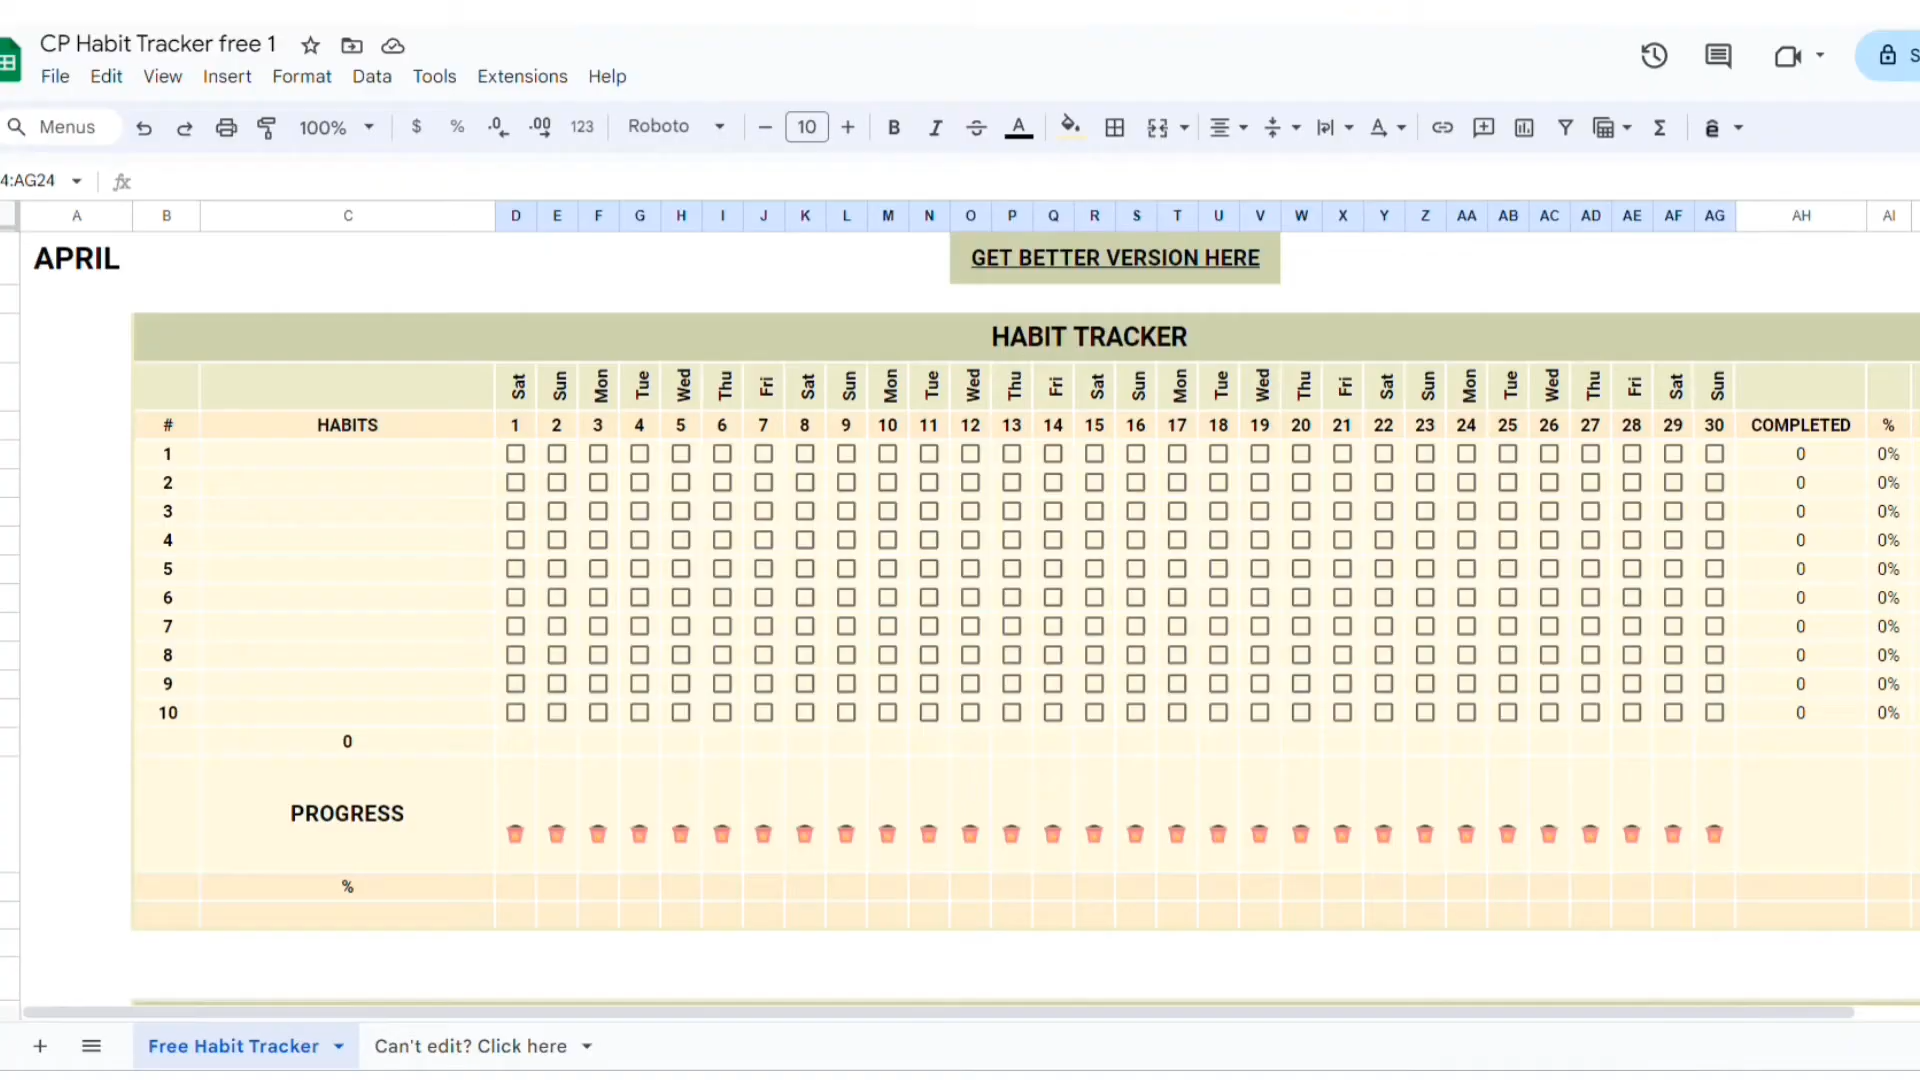 CP Habit Tracker free 1
File Edit View Insert Format Data Tools Extensions Help
Menus 100% $ % .0 .00 123 Roboto 10 B I A
4:AG24 fx
A B C D E F G H I J K L M N O P Q R S T U V W X Y Z AA AB AC AD AE AF AG AH AI
APRIL
GET BETTER VERSION HERE
HABIT TRACKER
Sat Sun Mon Tue Wed Thu Fri Sat Sun Mon Tue Wed Thu Fri Sat Sun Mon Tue Wed Thu Fri Sat Sun Mon Tue Wed Thu Fri Sat Sun
# HABITS 1 2 3 4 5 6 7 8 9 10 11 12 13 14 15 16 17 18 19 20 21 22 23 24 25 26 27 28 29 30 COMPLETED %
1 0 0%
2 0 0%
3 0 0%
4 0 0%
5 0 0%
6 0 0%
7 0 0%
8 0 0%
9 0 0%
10 0 0%
0
PROGRESS
%
Free Habit Tracker Can't edit? Click here